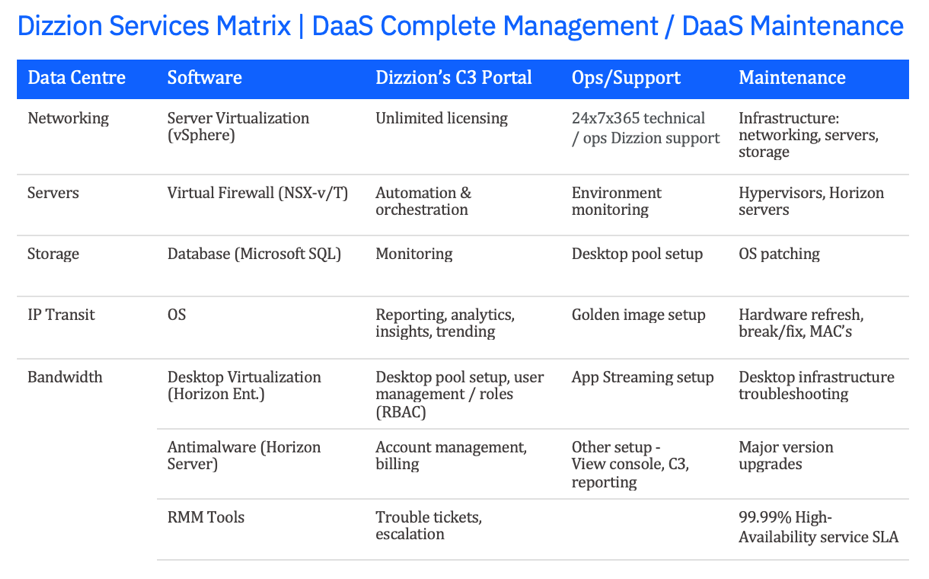 Dizzion Services Matrix | DaaS Complete Management / DaaS Maintenance
Data Centre
Software
Dizzion's C3 Portal
Ops/Support
Maintenance
Networking
Server Virtualization
(vSphere)
Unlimited licensing
24x7x365 technical
/ ops Dizzion support
Infrastructure:
networking, servers,
storage
Servers
Virtual Firewall (NSX-v/T)
Automation &
orchestration
Environment
monitoring
Hypervisors, Horizon
servers
Storage
Database (Microsoft SQL)
Monitoring
Desktop pool setup
OS patching
IP Transit
OS
Reporting, analytics,
insights, trending
Golden image setup
Hardware refresh,
break/fix, MAC's
Bandwidth
Desktop Virtualization
(Horizon Ent.)
Desktop pool setup, user
management / roles
(RBAC)
App Streaming setup
Desktop infrastructure
troubleshooting
Antimalware (Horizon
Server)
Account management,
billing
Other setup -
View console, C3,
reporting
Major version
upgrades
RMM Tools
Trouble tickets,
escalation
99.99% High-
Availability service SLA